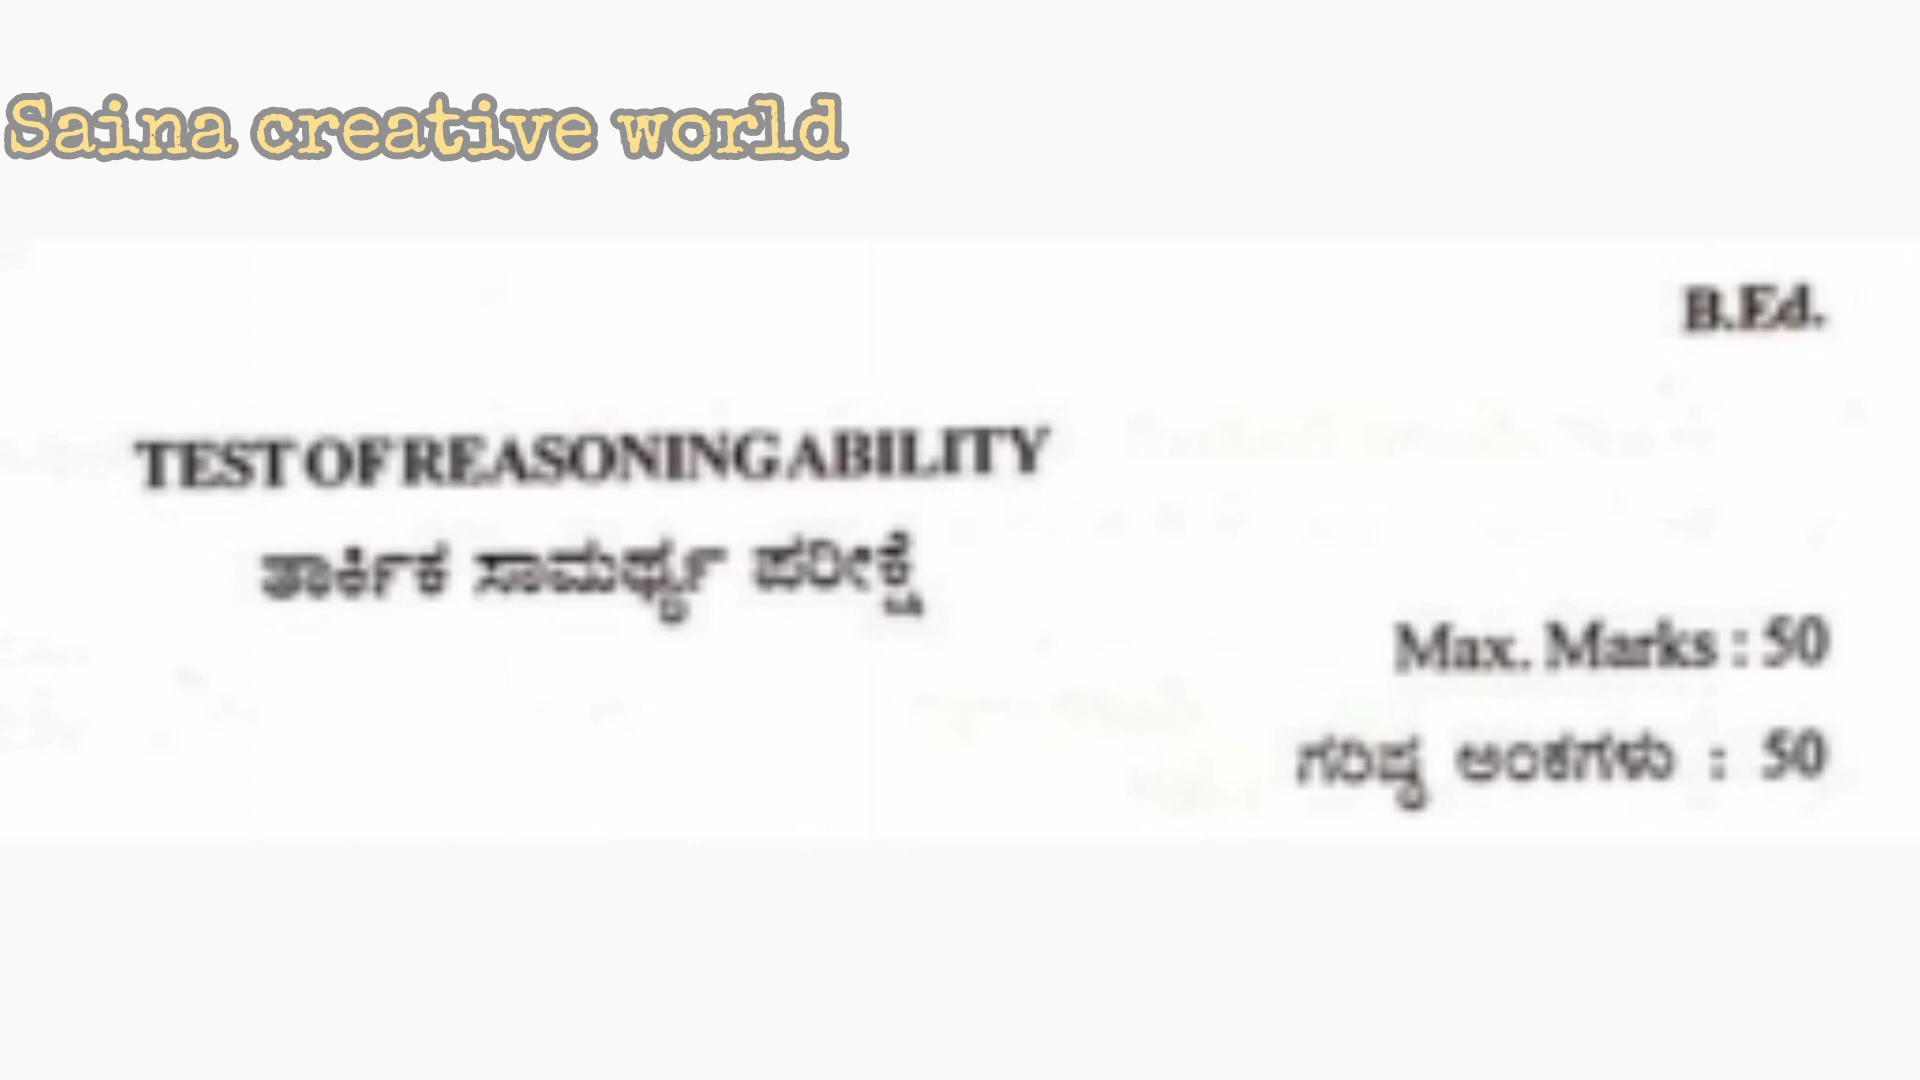 Saina creative world
B.Ed.
TEST OF REASONING ABILITY
ತಾರ್ಕಿಕ ಸಾಮರ್ಥ್ಯ ಪರೀಕ್ಷೆ
Max. Marks : 50
ಗರಿಷ್ಠ ಅಂಕಗಳು : 50